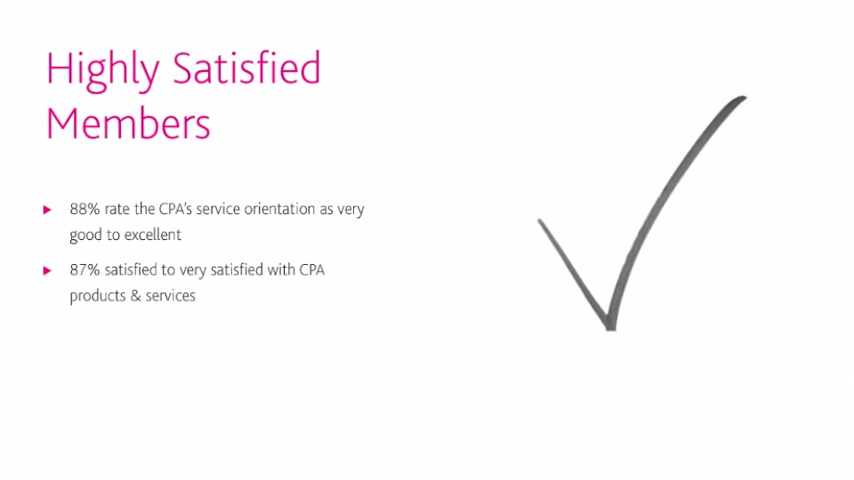 Highly Satisfied
Members
88% rate the CPA's service orientation as very
good to excellent
87% satisfied to very satisfied with CPA
products & services